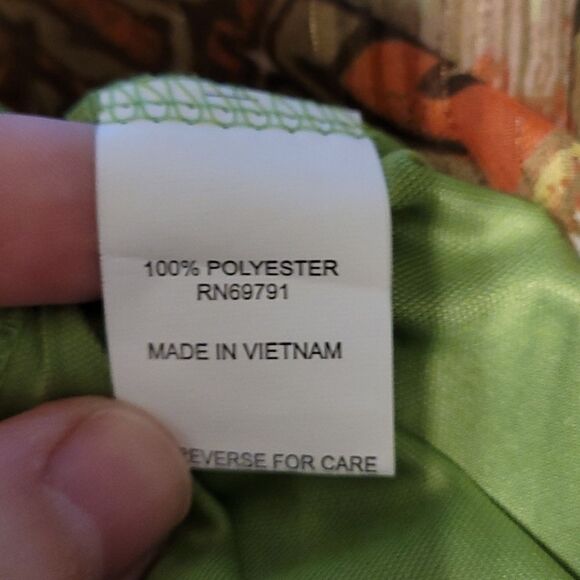 100% POLYESTER
RN69791
MADE IN VIETNAM
REVERSE FOR CARE